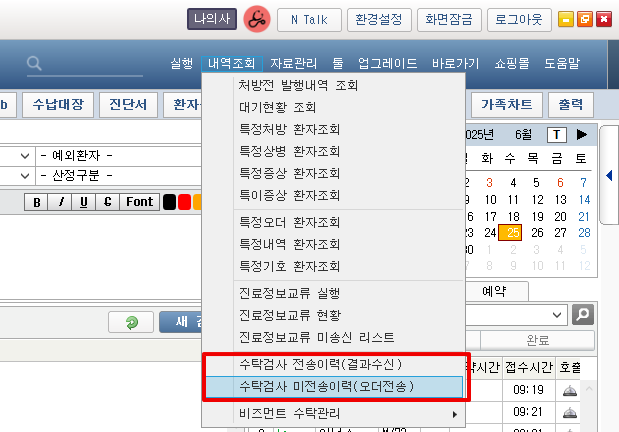 나의사 N Talk 환경설정 화면잠금 로그아웃
실행 내역조회 자료관리 툴 업그레이드 바로가기 쇼핑몰 도움말
처방전 발행내역 조회
대기현황 조회
수납대장 진단서 가족차트 출력
특정처방 환자조회
2025년 6월 T
특정상병 환자조회
- 예외환자 -
화 수 목 금 토
특정증상 환자조회
- 산정구분 -
2 3 4 5 6 7
특이증상 환자조회
B I U G Font
9 10 11 12 13 14
16 17 18 19 20 21
특정오더 환자조회
23 24 25 26 27 28
특정내역 환자조회
30 1 2 3 4 5
특정기호 환자조회
7 8 9 10 11 12
진료정보교류 실행
예약
진료정보교류 현황
새
진료정보교류 미송신 리스트
완료
수탁검사 전송이력(결과수신)
시간 접수시간 호출
수탁검사 미전송이력(오더전송)
09:19
비즈먼트 수탁관리
09:21